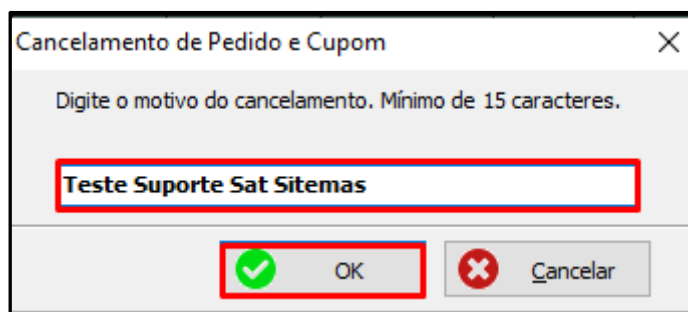 Cancelamento de Pedido e Cupom
Digite o motivo do cancelamento. Mínimo de 15 caracteres.
Teste Suporte Sat Sitemas
OK
Cancelar